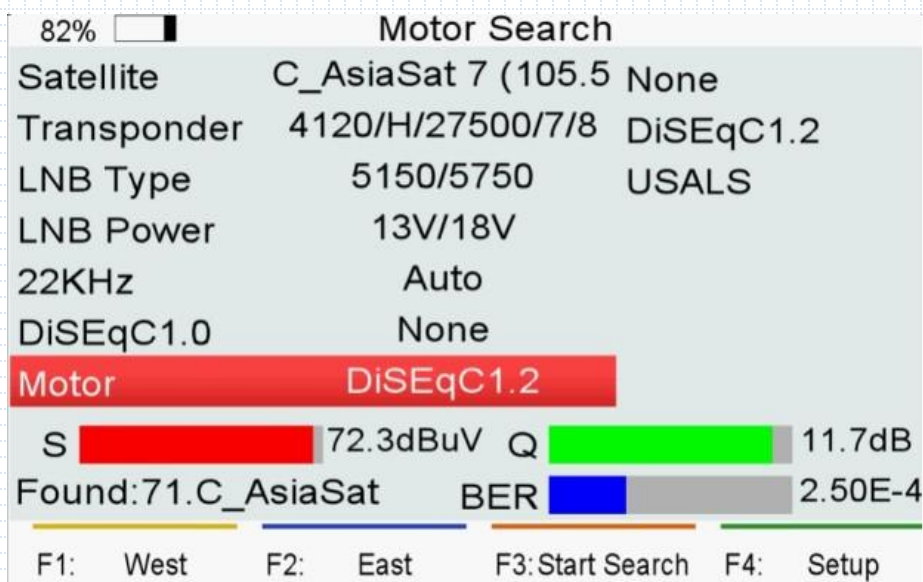 82% Motor Search
Satellite C_AsiaSat 7 (105.5 None
Transponder 4120/H/27500/7/8 DiSEqC1.2
LNB Type 5150/5750 USALS
LNB Power 13V/18V
22KHz Auto
DiSEqC1.0 None
Motor DiSEqC1.2
S 72.3dBuV Q 11.7dB
Found:71.C_AsiaSat BER 2.50E-4
F1: West F2: East F3:Start Search F4: Setup